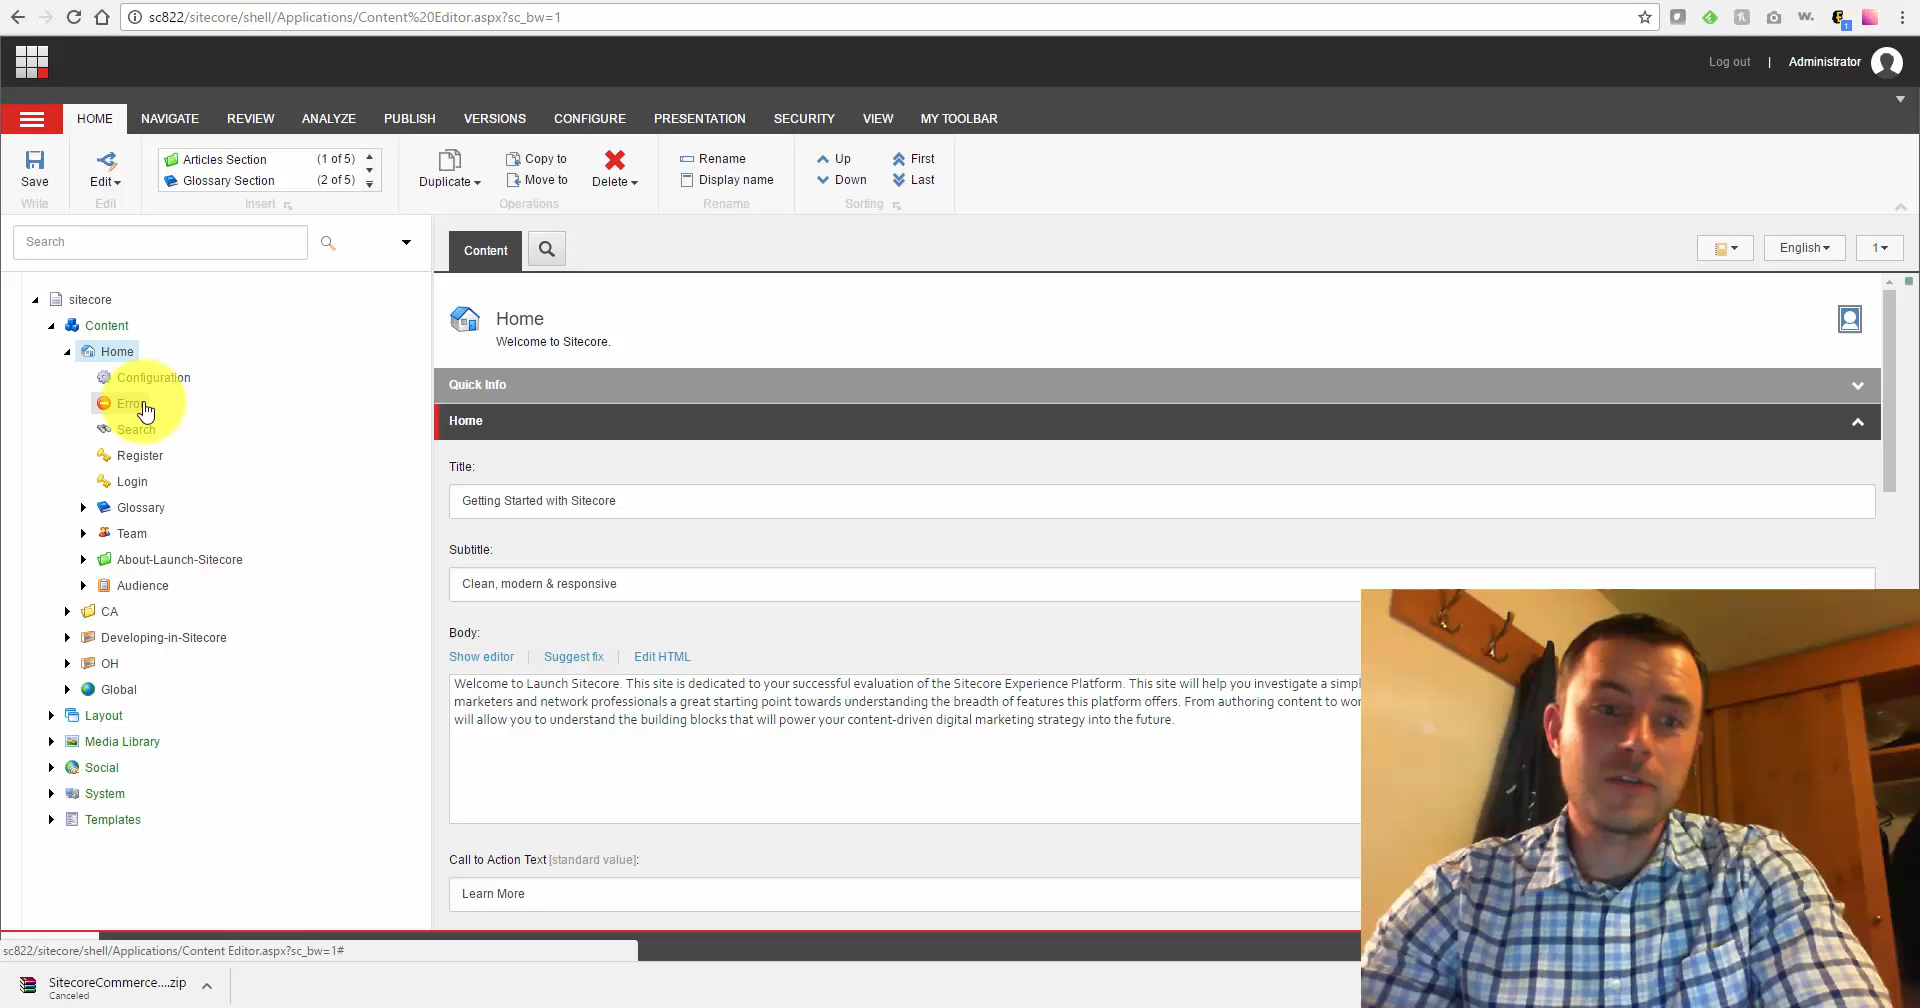 sc822/sitecore/shell/Applications/Content%20Editor.aspx?sc_bw=1
w.
1
Log out | Administrator
HOME NAVIGATE REVIEW ANALYZE PUBLISH VERSIONS CONFIGURE PRESENTATION SECURITY VIEW MY TOOLBAR
Articles Section (1 of 5) Copy to Rename Up First
Save Edit Glossary Section (2 of 5) Duplicate Move to Delete Display name Down Last
Write Edit Insert Operations Rename Sorting
Search
Content English 1
sitecore
Content
Home
Configuration
Error
Search
Register
Login
Glossary
Team
About-Launch-Sitecore
Audience
CA
Developing-in-Sitecore
OH
Global
Layout
Media Library
Social
System
Templates
Home
Welcome to Sitecore.
Quick Info
Home
Title:
Getting Started with Sitecore
Subtitle:
Clean, modern & responsive
Body:
Show editor | Suggest fix | Edit HTML
Welcome to Launch Sitecore. This site is dedicated to your successful evaluation of the Sitecore Experience Platform. This site will help you investigate a simpl
marketers and network professionals a great starting point towards understanding the breadth of features this platform offers. From authoring content to wor
will allow you to understand the building blocks that will power your content-driven digital marketing strategy into the future.
Call to Action Text [standard value]:
Learn More
sc822/sitecore/shell/Applications/Content Editor.aspx?sc_bw=1#
SitecoreCommerce....zip
Canceled